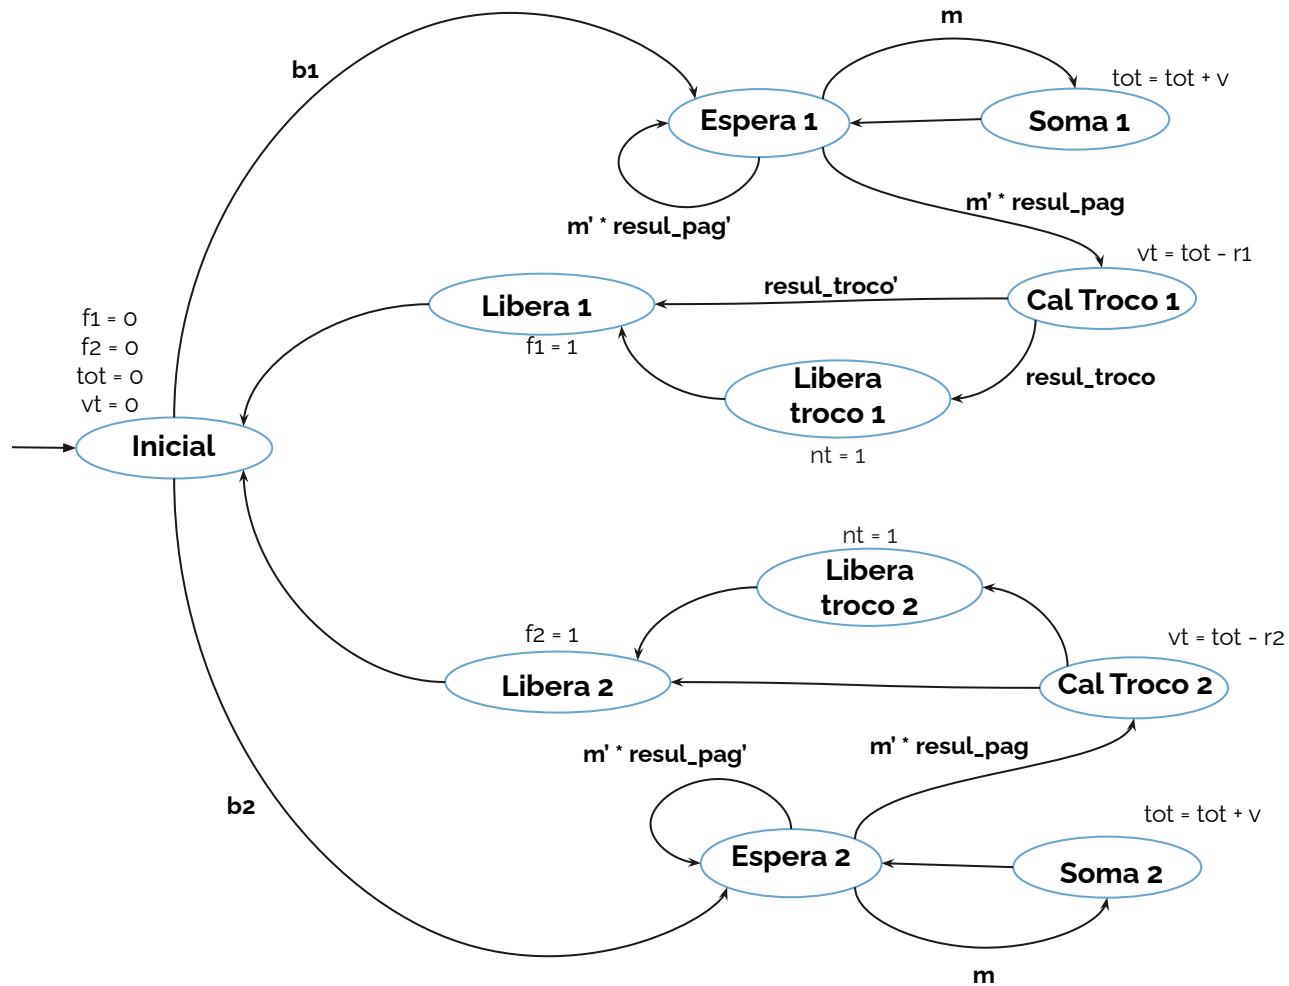 m
b1
tot = tot + v
Espera 1
Soma 1
m' * resul_pag
m' * resul_pag'
vt = tot - r1
resul_troco'
Libera 1
Cal Troco 1
f1 = 0
f2 = 0
tot = 0
vt = 0
f1 = 1
Libera
troco 1
resul_troco
Inicial
nt = 1
nt = 1
Libera
troco 2
f2 = 1
vt = tot - r2
Libera 2
Cal Troco 2
m' * resul_pag'
m' * resul_pag
b2
tot = tot + v
Espera 2
Soma 2
m